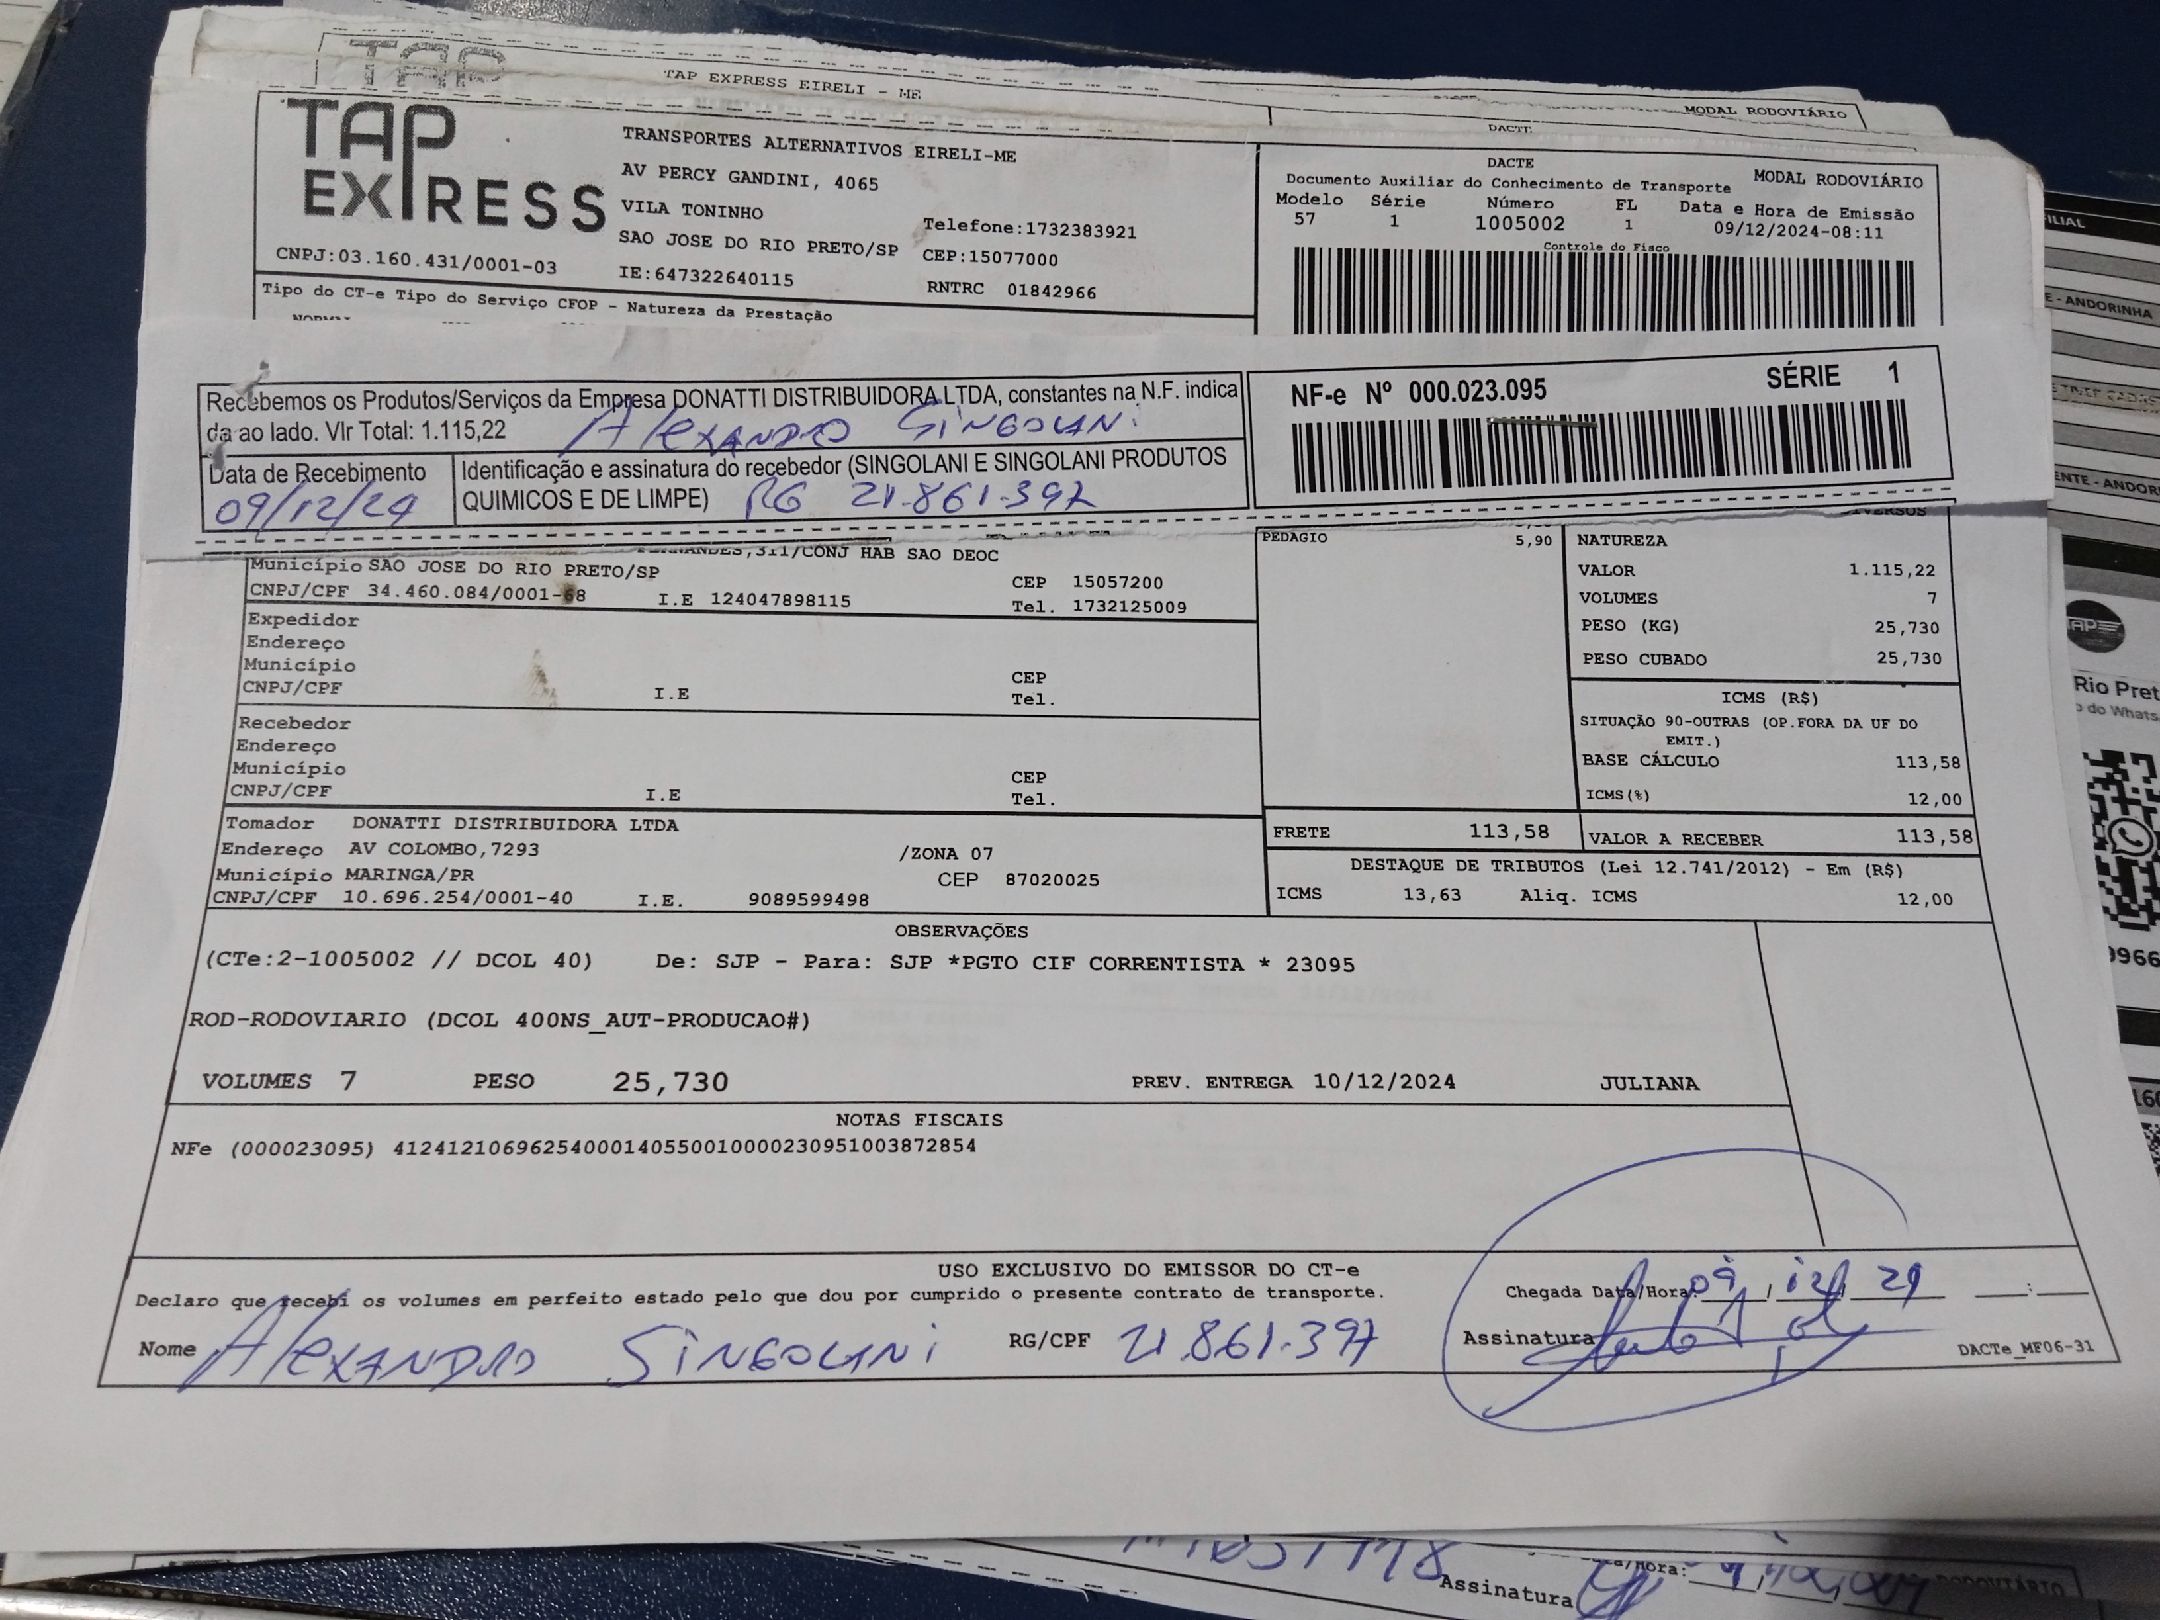 TAP
TAP EXPRESS EIRELI - ME
MODAL RODOVIÁRIO
DACTE
TAP
EXPRESS
CNPJ:03.160.431/0001-03
TRANSPORTES ALTERNATIVOS EIRELI-ME
AV PERCY GANDINI, 4065
VILA TONINHO
SAO JOSE DO RIO PRETO/SP
IE:647322640115
Telefone:1732383921
CEP:15077000
RNTRC 01842966
DACTE
Documento Auxiliar do Conhecimento de Transporte MODAL RODOVIÁRIO
Modelo Série Número FL Data e Hora de Emissão
57 1 1005002 1 09/12/2024-08:11
Controle do Fisco
Tipo do CT-e Tipo do Serviço CFOP - Natureza da Prestação
Recebemos os Produtos/Serviços da Empresa DONATTI DISTRIBUIDORA LTDA, constantes na N.F. indica
da ao lado. Vlr Total: 1.115,22 Alexandro Singolani
Data de Recebimento
09/12/24
Identificação e assinatura do recebedor (SINGOLANI E SINGOLANI PRODUTOS
QUIMICOS E DE LIMPE) RG 21.861.397
NF-e Nº 000.023.095 SÉRIE 1
DIVERSOS
,311/CONJ HAB SAO DEOC
Município SAO JOSE DO RIO PRETO/SP CEP 15057200
CNPJ/CPF 34.460.084/0001-68 I.E 124047898115 Tel. 1732125009
PEDAGIO 5,90
NATUREZA
VALOR 1.115,22
VOLUMES 7
PESO (KG) 25,730
PESO CUBADO 25,730
Expedidor
Endereço
Município CEP
CNPJ/CPF I.E Tel.
ICMS (R$)
SITUAÇÃO 90-OUTRAS (OP.FORA DA UF DO
EMIT.)
BASE CÁLCULO 113,58
ICMS(%) 12,00
Recebedor
Endereço
Município CEP
CNPJ/CPF I.E Tel.
Tomador DONATTI DISTRIBUIDORA LTDA
Endereço AV COLOMBO,7293 /ZONA 07
Município MARINGA/PR CEP 87020025
CNPJ/CPF 10.696.254/0001-40 I.E. 9089599498
FRETE 113,58 VALOR A RECEBER 113,58
DESTAQUE DE TRIBUTOS (Lei 12.741/2012) - Em (R$)
ICMS 13,63 Aliq. ICMS 12,00
OBSERVAÇÕES
(CTe:2-1005002 // DCOL 40) De: SJP - Para: SJP *PGTO CIF CORRENTISTA * 23095
ROD-RODOVIARIO (DCOL 400NS_AUT-PRODUCAO#)
VOLUMES 7 PESO 25,730 PREV. ENTREGA 10/12/2024 JULIANA
NOTAS FISCAIS
NFe (000023095) 41241210696254000140550010000230951003872854
USO EXCLUSIVO DO EMISSOR DO CT-e
Declaro que recebi os volumes em perfeito estado pelo que dou por cumprido o presente contrato de transporte.
Chegada Data/Hora: 09/12/24 :
Nome Alexandro Singolani RG/CPF 21.861.397 Assinatura
DACTe_MF06-31
Assinatura
FILIAL
- ANDORINHA
TAP
Rio Pret
do Whats